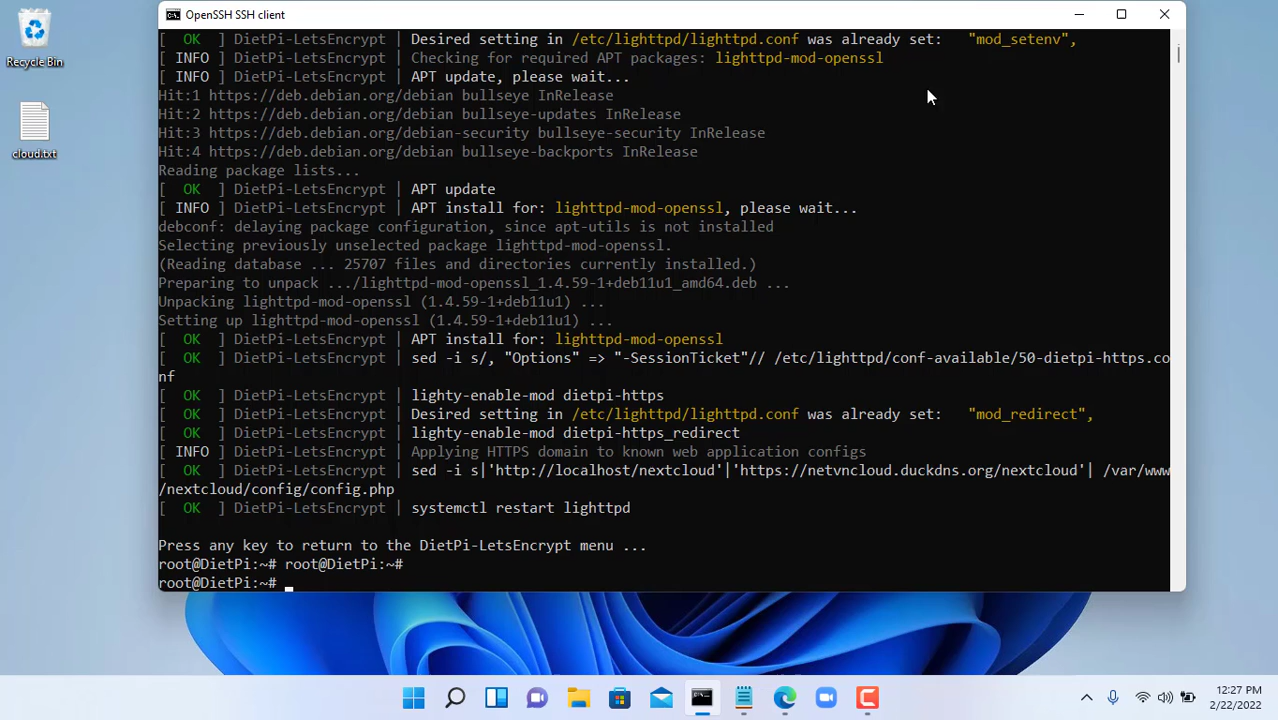 OpenSSH SSH client
Recycle Bin
cloud.txt
[  OK  ] DietPi-LetsEncrypt | Desired setting in /etc/lighttpd/lighttpd.conf was already set:   "mod_setenv",
[ INFO ] DietPi-LetsEncrypt | Checking for required APT packages: lighttpd-mod-openssl
[ INFO ] DietPi-LetsEncrypt | APT update, please wait...
Hit:1 https://deb.debian.org/debian bullseye InRelease
Hit:2 https://deb.debian.org/debian bullseye-updates InRelease
Hit:3 https://deb.debian.org/debian-security bullseye-security InRelease
Hit:4 https://deb.debian.org/debian bullseye-backports InRelease
Reading package lists...
[  OK  ] DietPi-LetsEncrypt | APT update
[ INFO ] DietPi-LetsEncrypt | APT install for: lighttpd-mod-openssl, please wait...
debconf: delaying package configuration, since apt-utils is not installed
Selecting previously unselected package lighttpd-mod-openssl.
(Reading database ... 25707 files and directories currently installed.)
Preparing to unpack .../lighttpd-mod-openssl_1.4.59-1+deb11u1_amd64.deb ...
Unpacking lighttpd-mod-openssl (1.4.59-1+deb11u1) ...
Setting up lighttpd-mod-openssl (1.4.59-1+deb11u1) ...
[  OK  ] DietPi-LetsEncrypt | APT install for: lighttpd-mod-openssl
[  OK  ] DietPi-LetsEncrypt | sed -i s/, "Options" => "-SessionTicket"// /etc/lighttpd/conf-available/50-dietpi-https.co
nf
[  OK  ] DietPi-LetsEncrypt | lighty-enable-mod dietpi-https
[  OK  ] DietPi-LetsEncrypt | Desired setting in /etc/lighttpd/lighttpd.conf was already set:   "mod_redirect",
[  OK  ] DietPi-LetsEncrypt | lighty-enable-mod dietpi-https_redirect
[ INFO ] DietPi-LetsEncrypt | Applying HTTPS domain to known web application configs
[  OK  ] DietPi-LetsEncrypt | sed -i s|'http://localhost/nextcloud'|'https://netvncloud.duckdns.org/nextcloud'| /var/www
/nextcloud/config/config.php
[  OK  ] DietPi-LetsEncrypt | systemctl restart lighttpd
Press any key to return to the DietPi-LetsEncrypt menu ...
root@DietPi:~# root@DietPi:~#
root@DietPi:~#
12:27 PM
2/22/2022